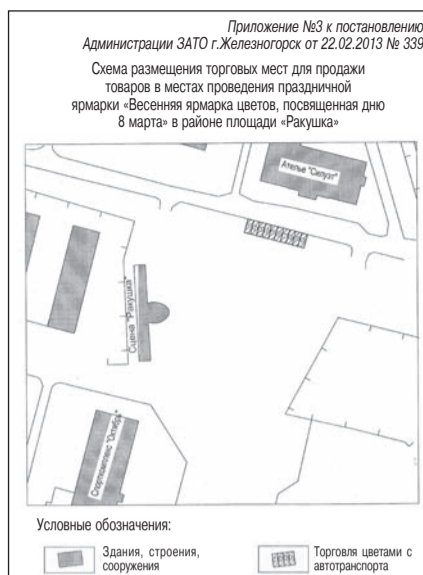 Приложение №3 к постановлению
Администрации ЗАТО г.Железногорск от 22.02.2013 № 339
Схема размещения торговых мест для продажи
товаров в местах проведения праздничной
ярмарки «Весенняя ярмарка цветов, посвященная дню
8 марта» в районе площади «Ракушка»
Ателье "Силуэт"
Сцена "Ракушка"
Спорткомплекс "Октябрь"
Условные обозначения:
Здания, строения,
сооружения
Торговля цветами с
автотранспорта